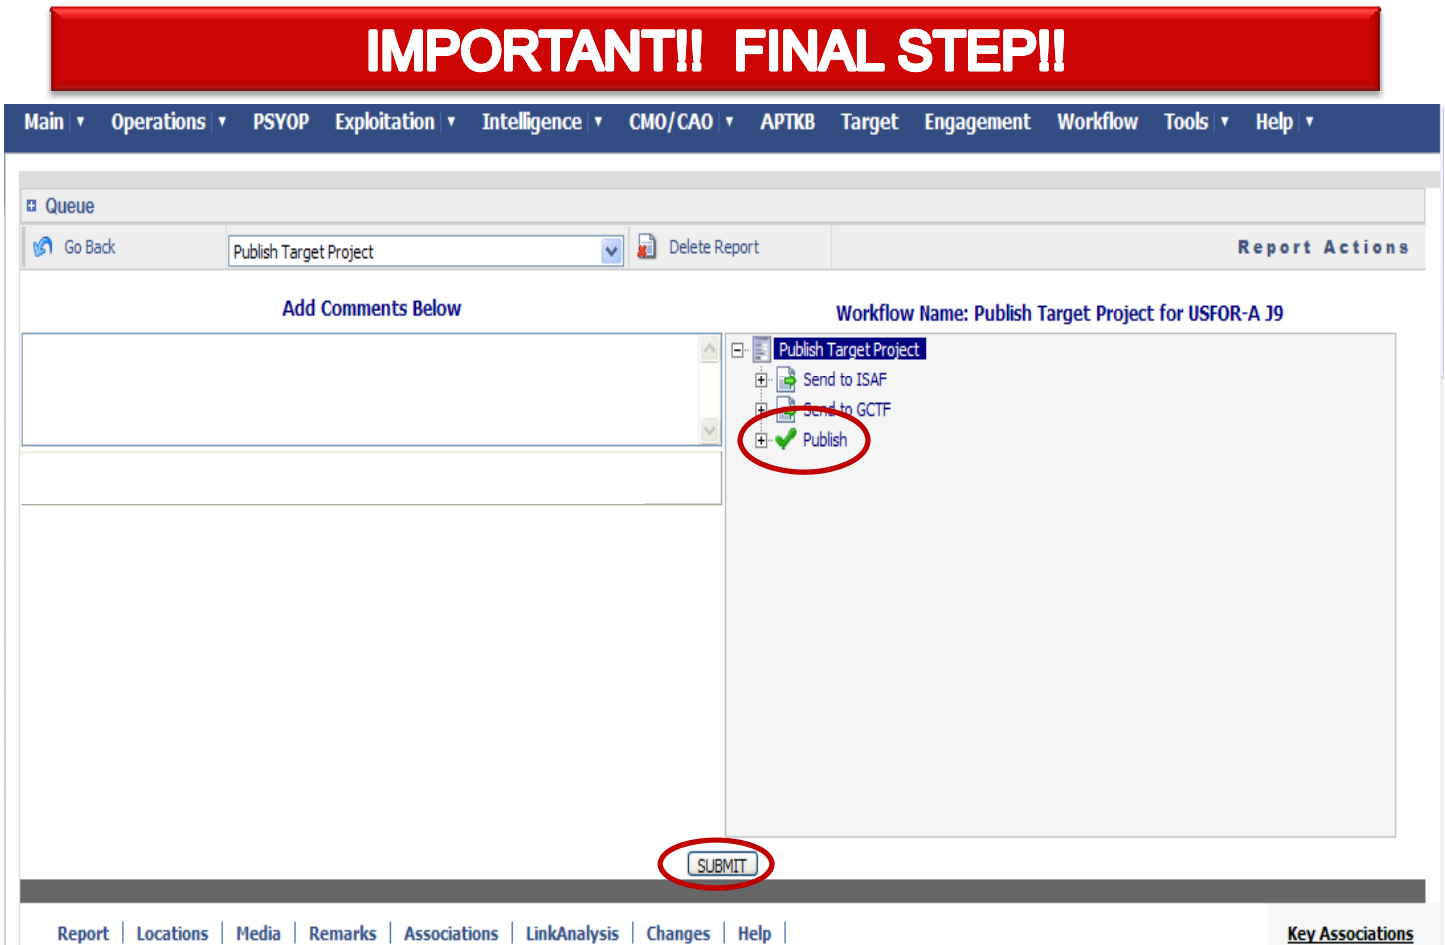 IMPORTANT!! FINAL STEP!!
Main Operations PSYOP Exploitation Intelligence CMO/CAO APTKB Target Engagement Workflow Tools Help
Queue
Go Back Publish Target Project Delete Report Report Actions
Add Comments Below
Workflow Name: Publish Target Project for USFOR-A J9
Publish Target Project
Send to ISAF
Send to GCTF
Publish
SUBMIT
Report | Locations | Media | Remarks | Associations | LinkAnalysis | Changes | Help |
Key Associations